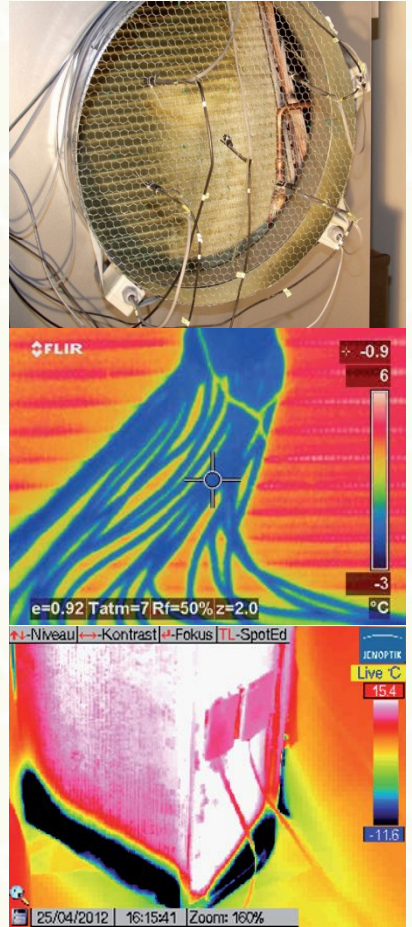 FLIR
-0.9
6
-3
°C
e=0.92 Tatm=7 Rf=50% z=2.0
↑↓-Niveau ←→-Kontrast ↲-Fokus TL-SpotEd
JENOPTIK
Live °C
15.4
-11.6
25/04/2012 16:15:41 Zoom: 160%